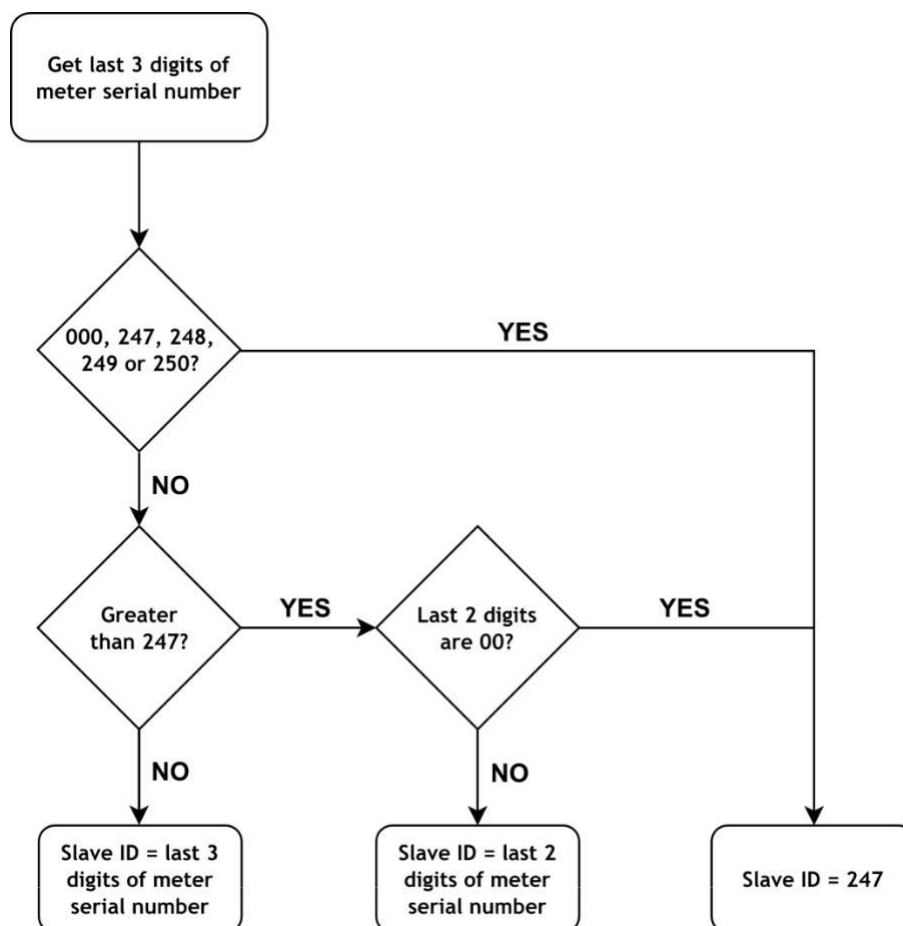 Get last 3 digits of
meter serial number
000, 247, 248,
249 or 250?
YES
NO
Greater
than 247?
YES
Last 2 digits
are 00?
YES
NO
NO
Slave ID = last 3
digits of meter
serial number
Slave ID = last 2
digits of meter
serial number
Slave ID = 247